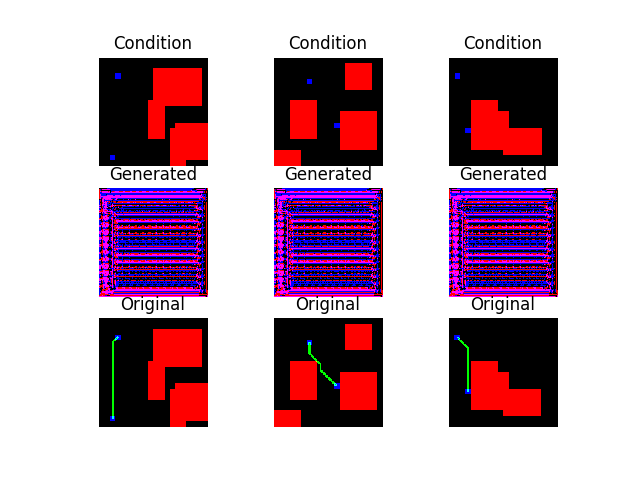 Condition Condition Condition
Generated Generated Generated
Original Original Original